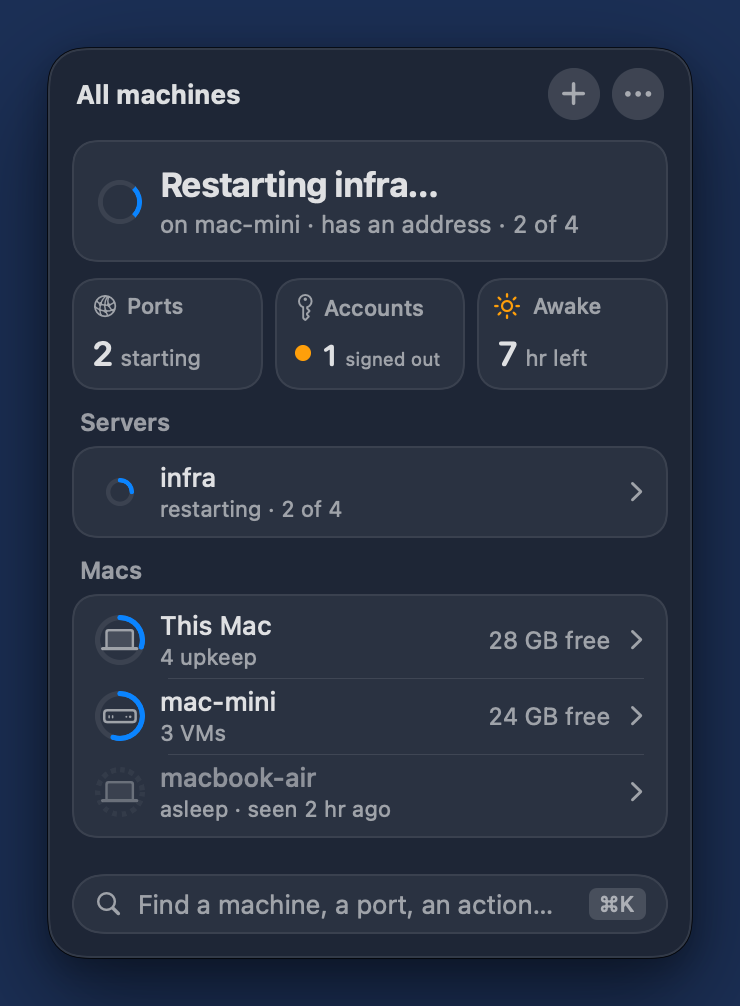 All machines
Restarting infra…
on mac-mini · has an address · 2 of 4
Ports
2 starting
Accounts
1 signed out
Awake
7 hr left
Servers
infra
restarting · 2 of 4
Macs
This Mac
4 upkeep
28 GB free
mac-mini
3 VMs
24 GB free
macbook-air
asleep · seen 2 hr ago
Find a machine, a port, an action… ⌘K